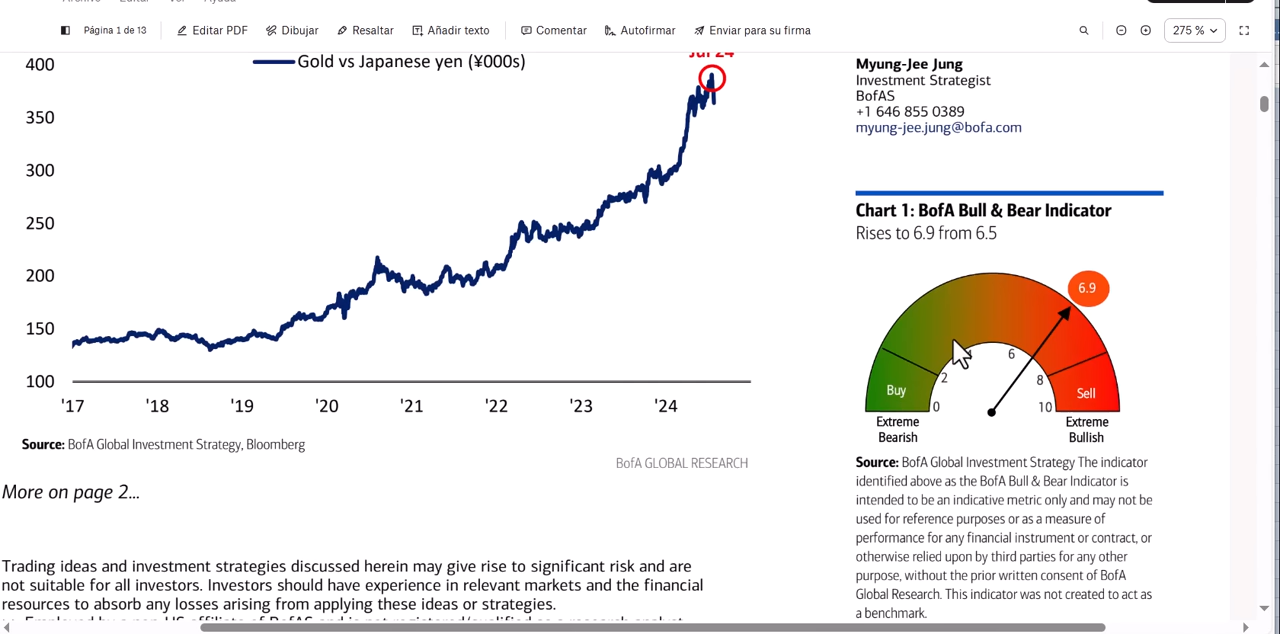 Archivo Editar Ver Ayuda
Página 1 de 13
Editar PDF
Dibujar
Resaltar
Añadir texto
Comentar
Autofirmar
Enviar para su firma
275 %
Jul 24
Gold vs Japanese yen (¥000s)
400
350
300
250
200
150
100
'17 '18 '19 '20 '21 '22 '23 '24
Source: BofA Global Investment Strategy, Bloomberg
BofA GLOBAL RESEARCH
More on page 2...
Trading ideas and investment strategies discussed herein may give rise to significant risk and are
not suitable for all investors. Investors should have experience in relevant markets and the financial
resources to absorb any losses arising from applying these ideas or strategies.
Myung-Jee Jung
Investment Strategist
BofAS
+1 646 855 0389
myung-jee.jung@bofa.com
Chart 1: BofA Bull & Bear Indicator
Rises to 6.9 from 6.5
6.9
4
6
2
8
Buy
0
10
Sell
Extreme
Bearish
Extreme
Bullish
Source: BofA Global Investment Strategy The indicator
identified above as the BofA Bull & Bear Indicator is
intended to be an indicative metric only and may not be
used for reference purposes or as a measure of
performance for any financial instrument or contract, or
otherwise relied upon by third parties for any other
purpose, without the prior written consent of BofA
Global Research. This indicator was not created to act as
a benchmark.